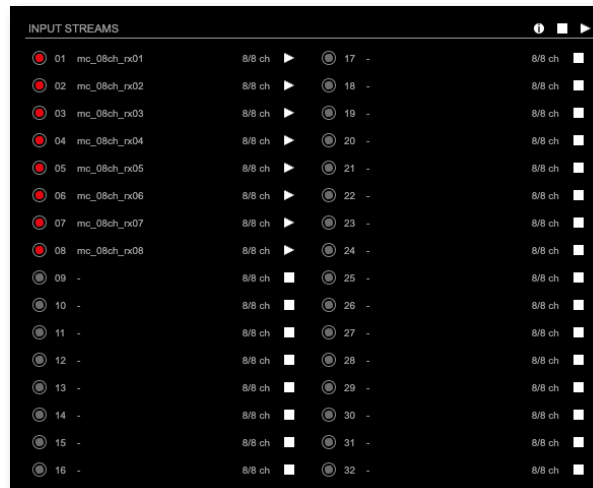 INPUT STREAMS
01 mc_08ch_rx01 8/8 ch 17 - 8/8 ch
02 mc_08ch_rx02 8/8 ch 18 - 8/8 ch
03 mc_08ch_rx03 8/8 ch 19 - 8/8 ch
04 mc_08ch_rx04 8/8 ch 20 - 8/8 ch
05 mc_08ch_rx05 8/8 ch 21 - 8/8 ch
06 mc_08ch_rx06 8/8 ch 22 - 8/8 ch
07 mc_08ch_rx07 8/8 ch 23 - 8/8 ch
08 mc_08ch_rx08 8/8 ch 24 - 8/8 ch
09 - 8/8 ch 25 - 8/8 ch
10 - 8/8 ch 26 - 8/8 ch
11 - 8/8 ch 27 - 8/8 ch
12 - 8/8 ch 28 - 8/8 ch
13 - 8/8 ch 29 - 8/8 ch
14 - 8/8 ch 30 - 8/8 ch
15 - 8/8 ch 31 - 8/8 ch
16 - 8/8 ch 32 - 8/8 ch